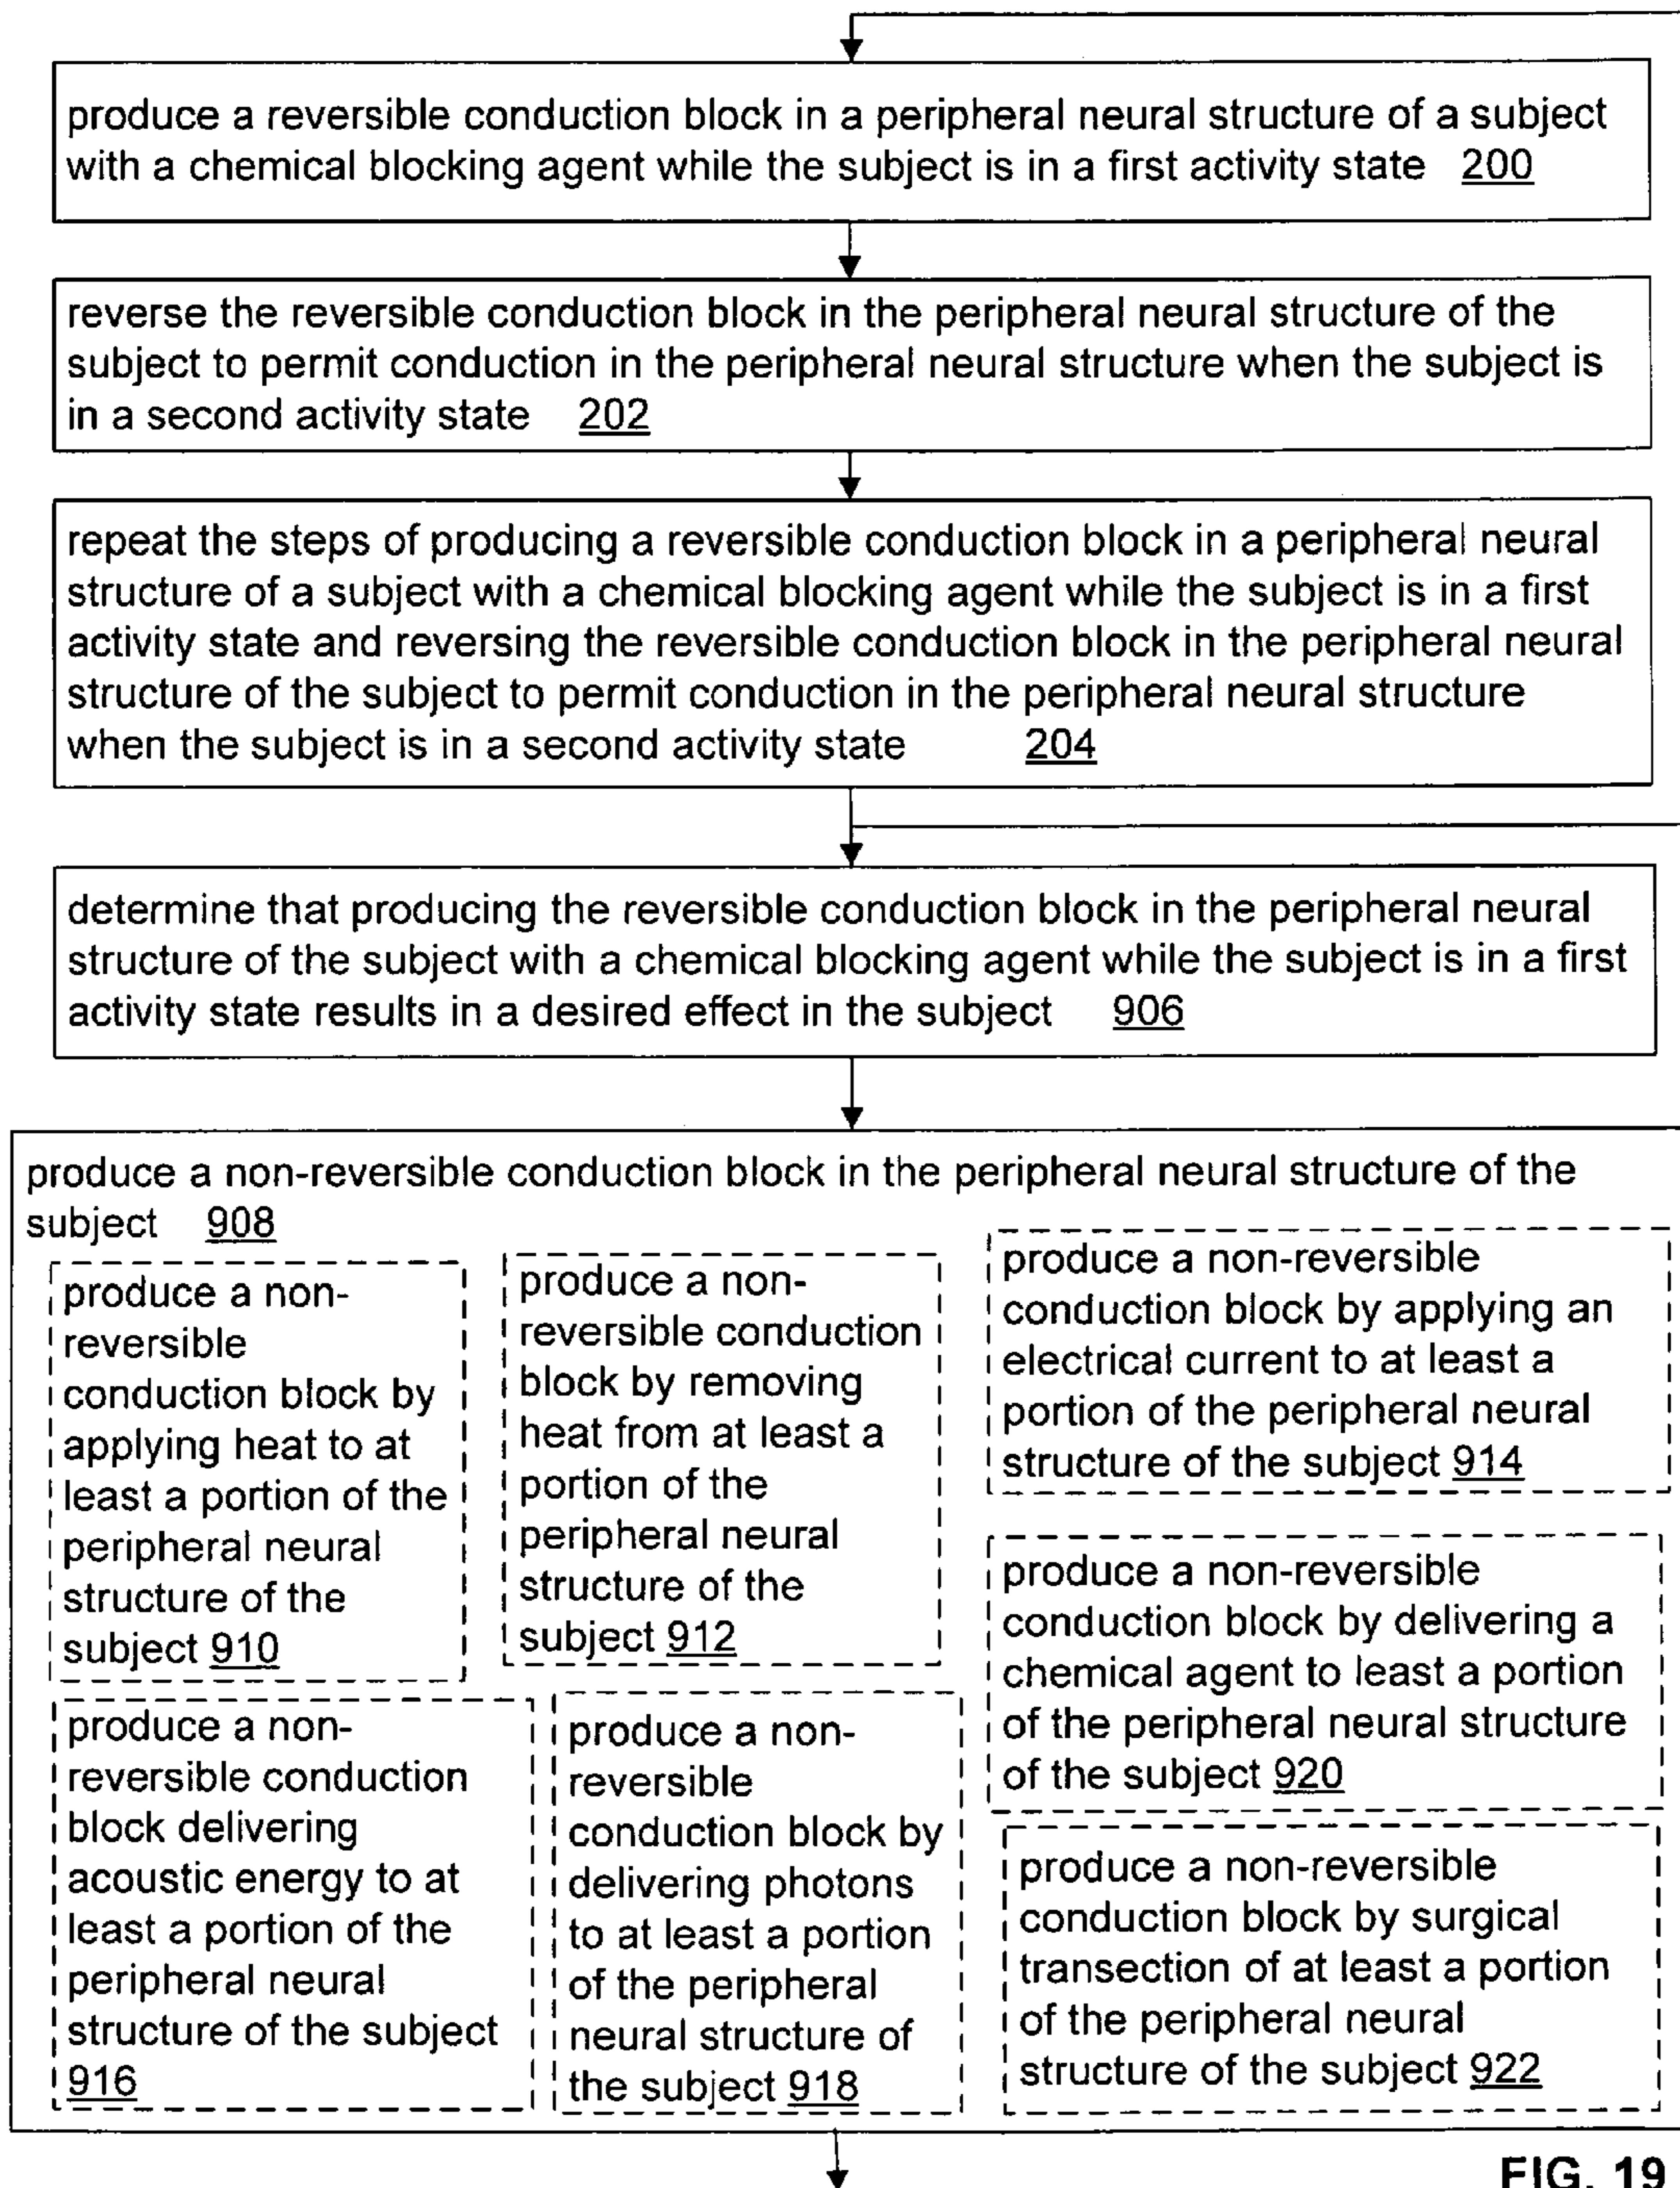 produce a reversible conduction block in a peripheral neural structure of a subject
with a chemical blocking agent while the subject is in a first activity state 200
reverse the reversible conduction block in the peripheral neural structure of the
subject to permit conduction in the peripheral neural structure when the subject is
in a second activity state 202
repeat the steps of producing a reversible conduction block in a peripheral neural
structure of a subject with a chemical blocking agent while the subject is in a first
activity state and reversing the reversible conduction block in the peripheral neural
structure of the subject to permit conduction in the peripheral neural structure
when the subject is in a second activity state 204
determine that producing the reversible conduction block in the peripheral neural
structure of the subject with a chemical blocking agent while the subject is in a first
activity state results in a desired effect in the subject 906
produce a non-reversible conduction block in the peripheral neural structure of the
subject 908
produce a non-
reversible
conduction block by
applying heat to at
least a portion of the
peripheral neural
structure of the
subject 910
produce a non-
reversible conduction
block by removing
heat from at least a
portion of the
peripheral neural
structure of the
subject 912
produce a non-reversible
conduction block by applying an
electrical current to at least a
portion of the peripheral neural
structure of the subject 914
produce a non-
reversible conduction
block delivering
acoustic energy to at
least a portion of the
peripheral neural
structure of the subject
916
produce a non-
reversible
conduction block by
delivering photons
to at least a portion
of the peripheral
neural structure of
the subject 918
produce a non-reversible
conduction block by delivering a
chemical agent to least a portion
of the peripheral neural structure
of the subject 920
produce a non-reversible
conduction block by surgical
transection of at least a portion
of the peripheral neural
structure of the subject 922
FIG. 19